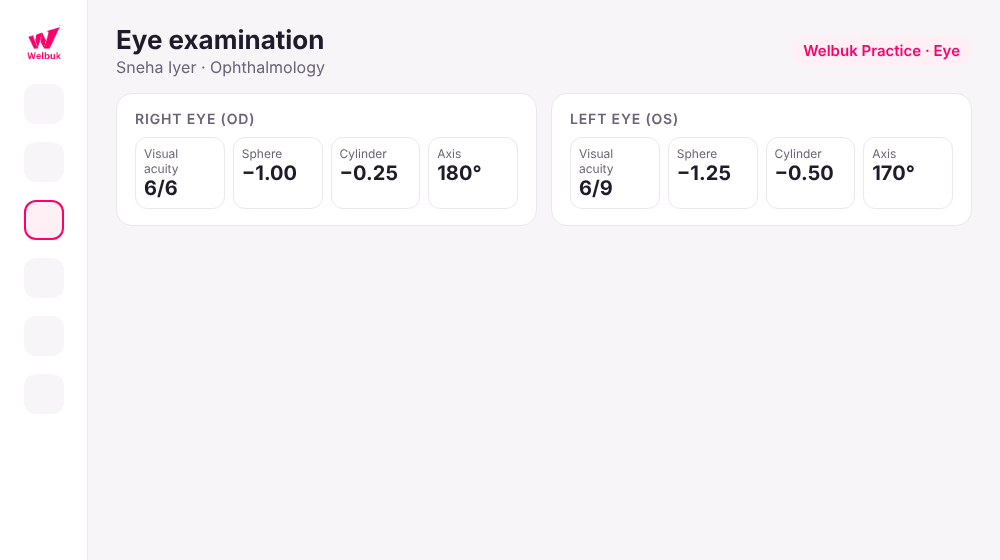 Welbuk
Eye examination
Sneha Iyer · Ophthalmology
Welbuk Practice · Eye
RIGHT EYE (OD)
Visual
acuity
6/6
Sphere
−1.00
Cylinder
−0.25
Axis
180°
LEFT EYE (OS)
Visual
acuity
6/9
Sphere
−1.25
Cylinder
−0.50
Axis
170°